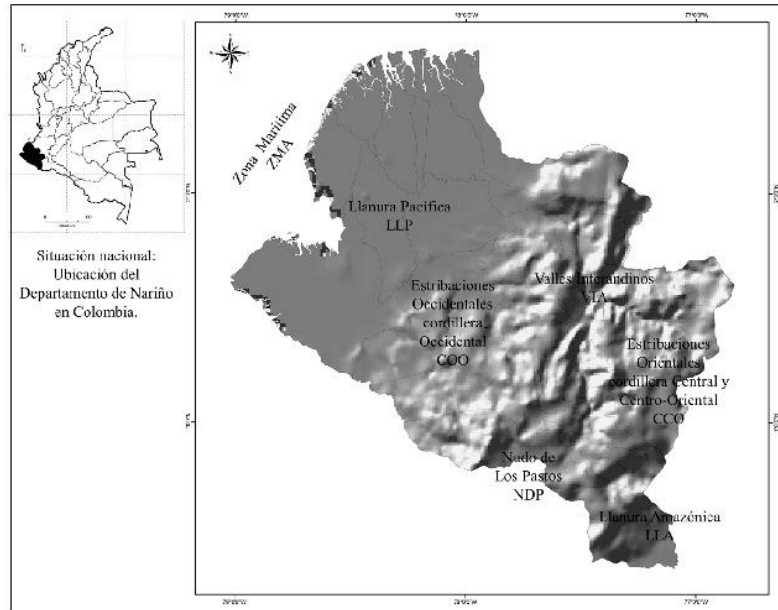 Situación nacional:
Ubicación del
Departamento de Nariño
en Colombia.
Zona Marítima
ZMA
Llanura Pacífica
LLP
Estribaciones
Occidentales
cordillera
Occidental
COO
Valles Interandinos
VIA
Estribaciones
Orientales
cordillera Central y
Centro-Oriental
CCO
Nudo de
Los Pastos
NDP
Llanura Amazónica
LLA